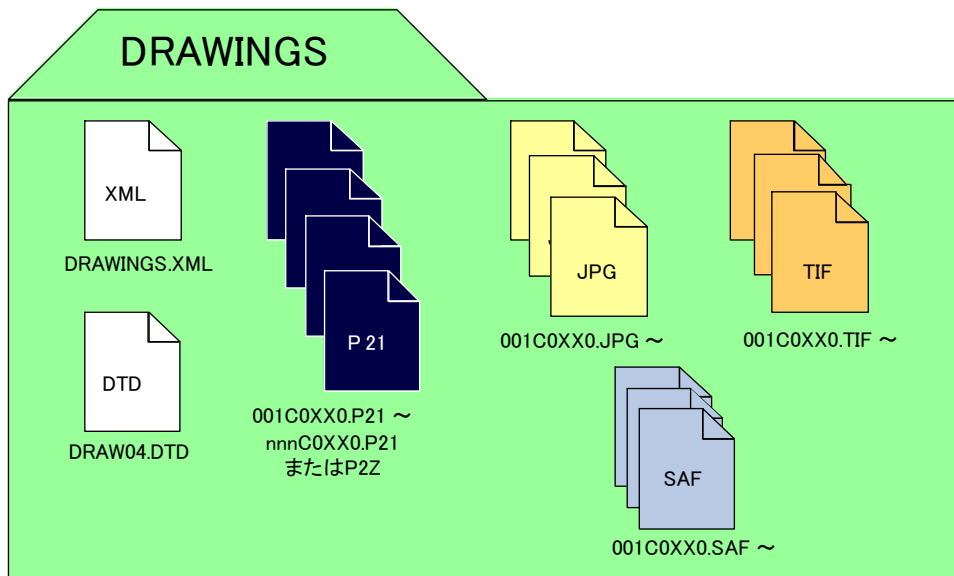 DRAWINGS
XML
DRAWINGS.XML
DTD
DRAW04.DTD
P 21
001C0XX0.P21 ～
nnnC0XX0.P21
またはP2Z
JPG
001C0XX0.JPG ～
TIF
001C0XX0.TIF ～
SAF
001C0XX0.SAF ～